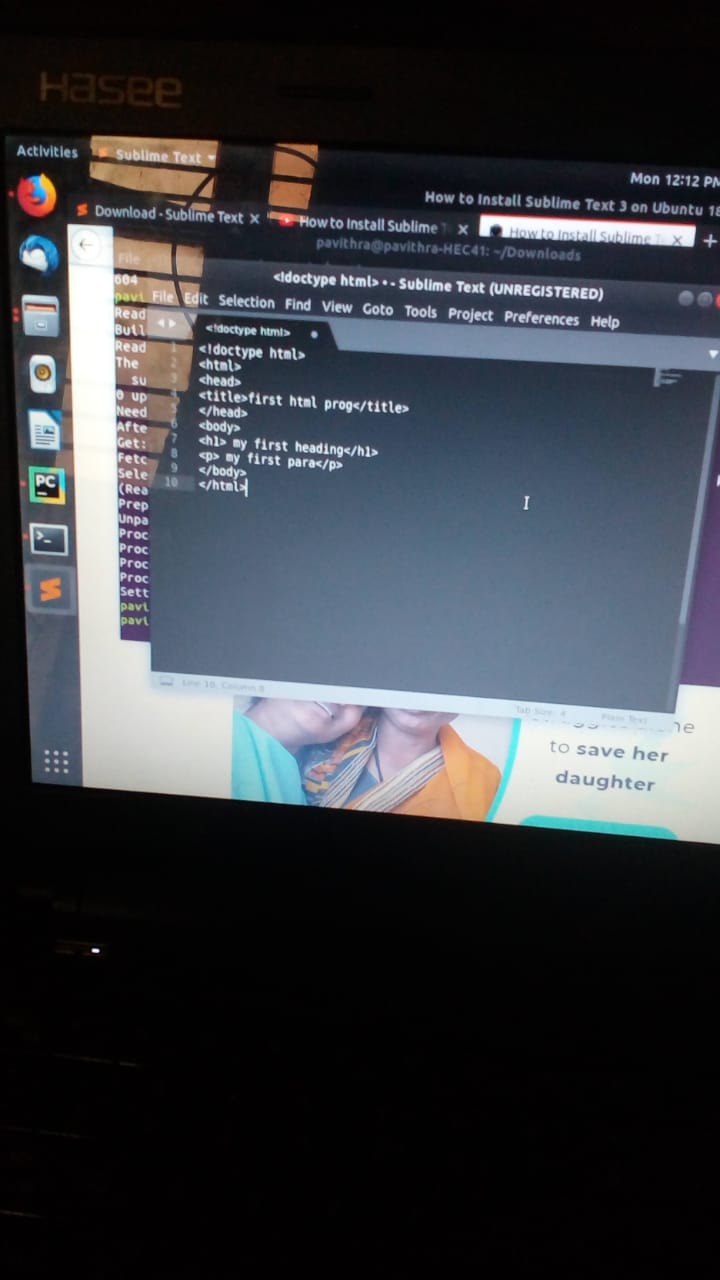 Hasee
Activities
Sublime Text
Mon 12:12 PM
How to Install Sublime Text 3 on Ubuntu
Download - Sublime Text ×
How to Install Sublime ×
How to Install Sublime ×
+
pavithra@pavithra-HEC41: ~/Downloads
File
604
pavi
Read
Buil
Read
The
su
0 up
Need
Afte
Get:
Fetc
Sele
(Rea
Prep
Unpa
Proc
Proc
Proc
Proc
Sett
pavi
pavi
<!doctype html> • - Sublime Text (UNREGISTERED)
File Edit Selection Find View Goto Tools Project Preferences Help
<!doctype html>
1 <!doctype html>
2 <html>
3 <head>
4 <title>first html prog</title>
5 </head>
6 <body>
7 <h1> my first heading</h1>
8 <p> my first para</p>
9 </body>
10 </html>
Line 10, Column 8
Tab Size: 4
Plain Text
PC
to save her
daughter